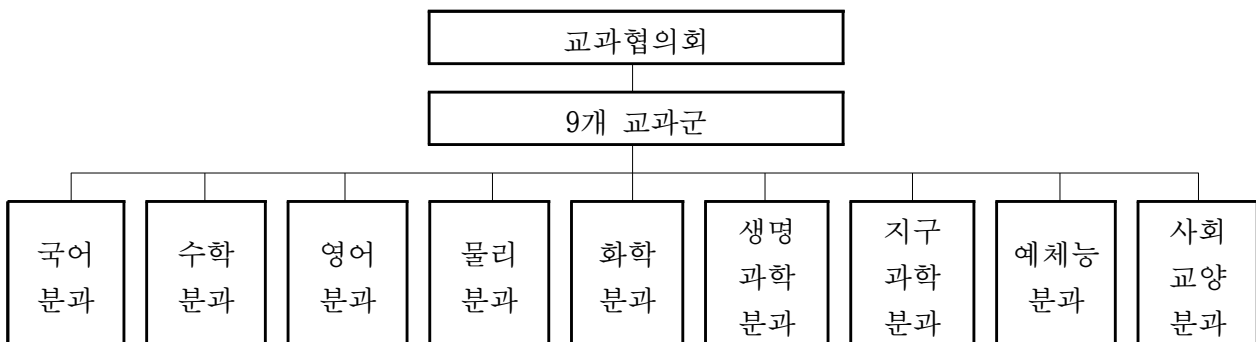 교과협의회
9개 교과군
국어
분과
수학
분과
영어
분과
물리
분과
화학
분과
생명
과학
분과
지구
과학
분과
예체능
분과
사회
교양
분과